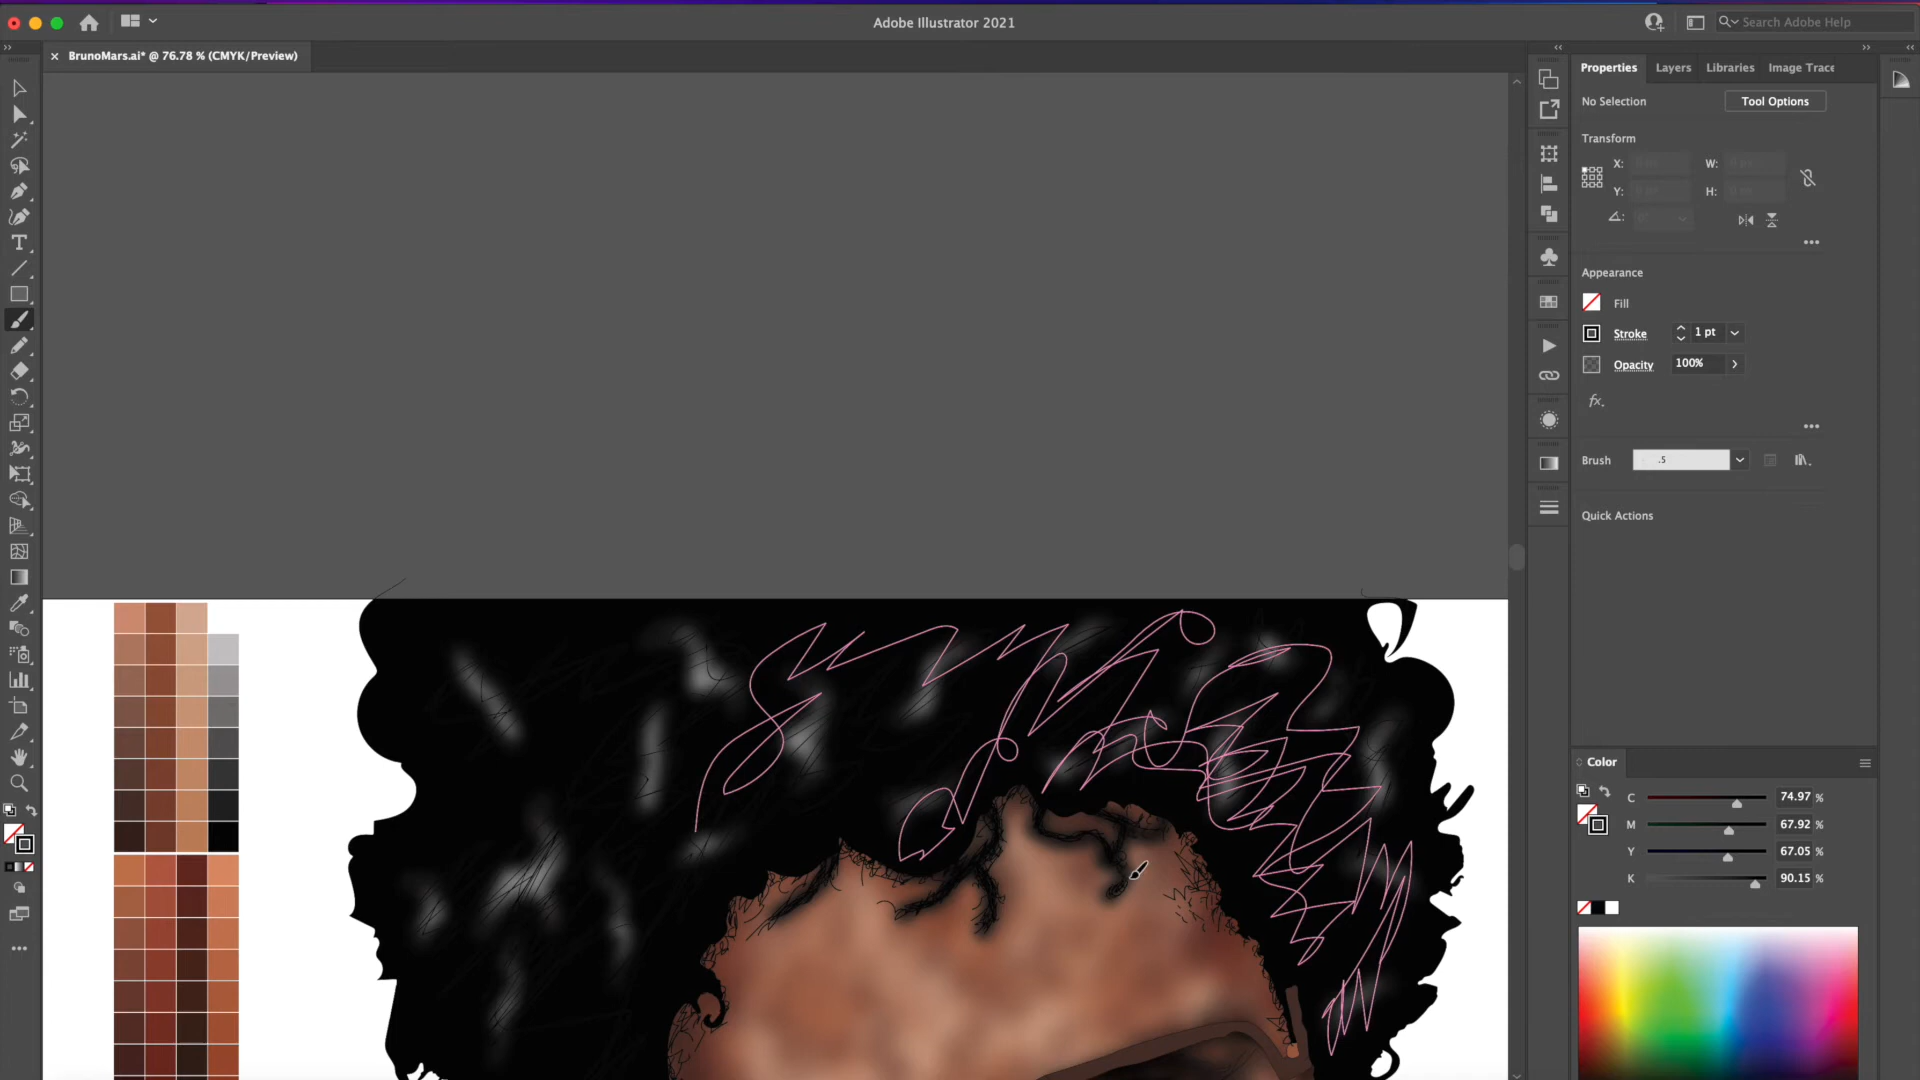 Adobe Illustrator 2021
Search Adobe Help
BrunoMars.ai* @ 76.78 % (CMYK/Preview)
Properties
Layers
Libraries
Image Trace
No Selection
Tool Options
Transform
X:
W:
Y:
H:
Appearance
Fill
Stroke
1 pt
Opacity
100%
fx.
Brush
.5
Quick Actions
Color
C
74.97 %
M
67.92 %
Y
67.05 %
K
90.15 %